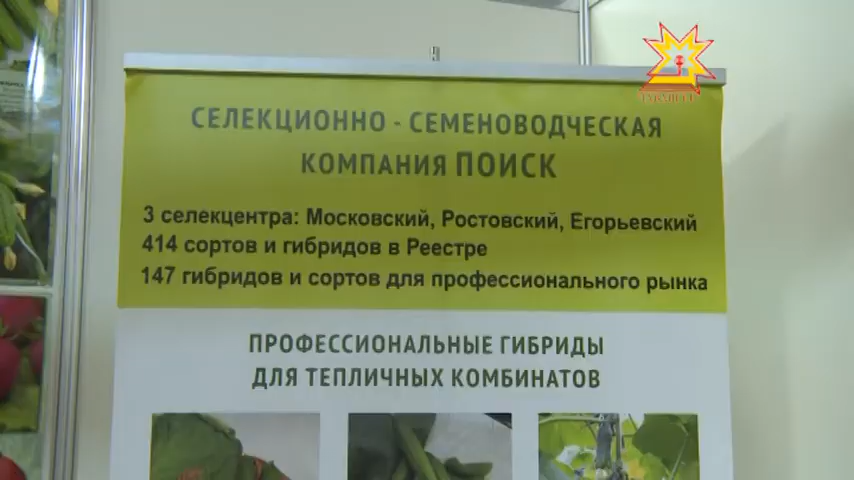 СЕЛЕКЦИОННО - СЕМЕНОВОДЧЕСКАЯ
КОМПАНИЯ ПОИСК
3 селекцентра: Московский, Ростовский, Егорьевский
414 сортов и гибридов в Реестре
147 гибридов и сортов для профессионального рынка
ПРОФЕССИОНАЛЬНЫЕ ГИБРИДЫ
ДЛЯ ТЕПЛИЧНЫХ КОМБИНАТОВ